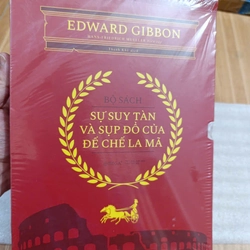 EDWARD GIBBON
BỘ SÁCH
SỰ SUY TÀN
VÀ SỤP ĐỔ CỦA
ĐẾ CHẾ LA MÃ